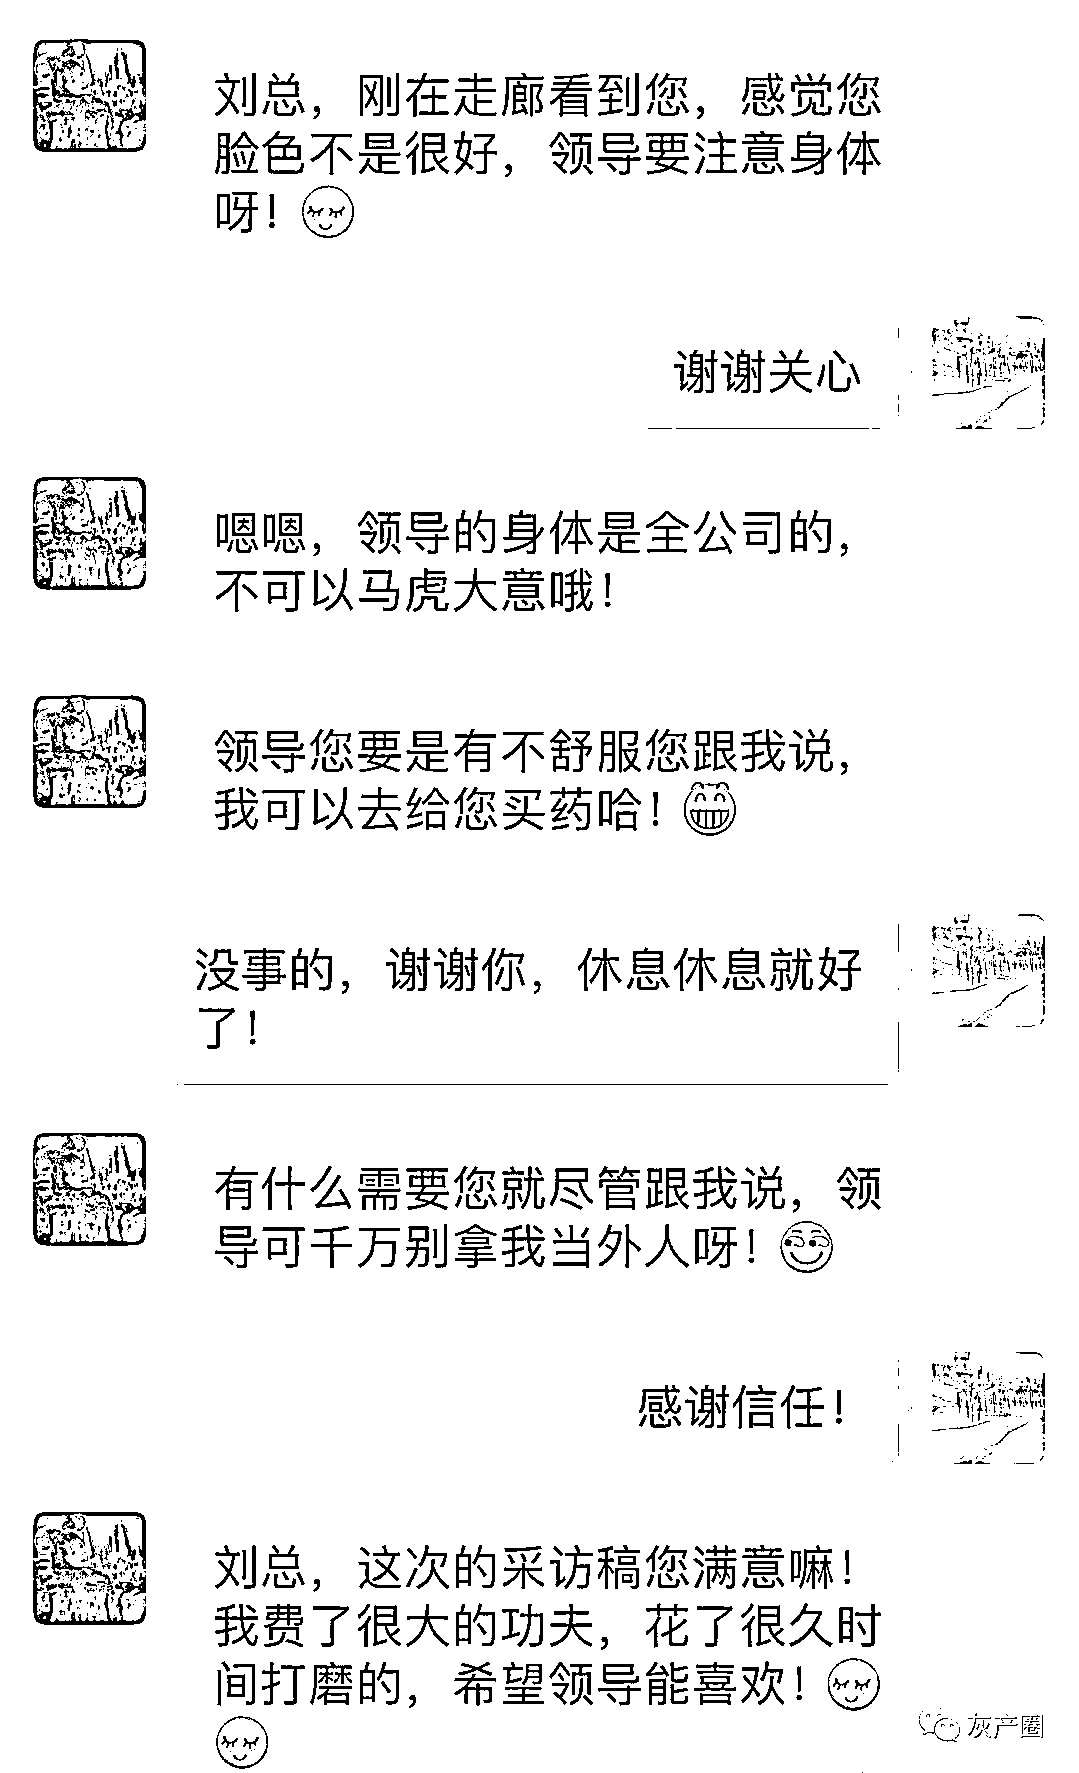 刘总，刚在走廊看到您，感觉您
脸色不是很好，领导要注意身体
呀！
谢谢关心
嗯嗯，领导的身体是全公司的，
不可以马虎大意哦！
领导您要是有不舒服您跟我说，
我可以去给您买药哈！
没事的，谢谢你，休息休息就好
了！
有什么需要您就尽管跟我说，领
导可千万别拿我当外人呀！
感谢信任！
刘总，这次的采访稿您满意嘛！
我费了很大的功夫，花了很久时
间打磨的，希望领导能喜欢！
灰产圈